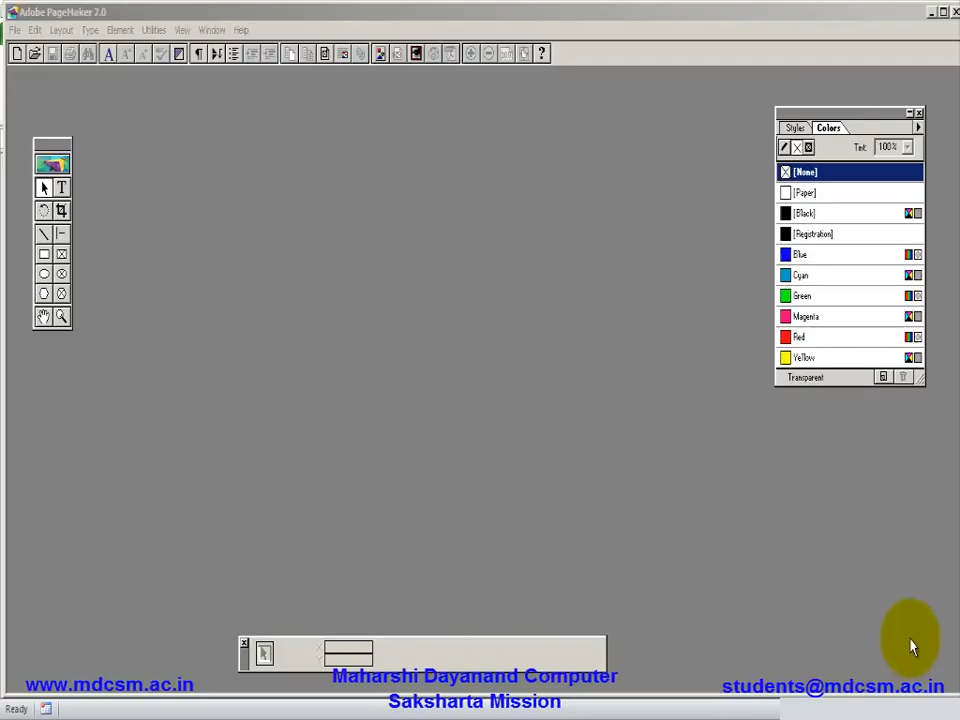 Adobe PageMaker 7.0
File Edit Layout Type Element Utilities View Window Help
Styles Colors
Tint: 100%
[None]
[Paper]
[Black]
[Registration]
Blue
Cyan
Green
Magenta
Red
Yellow
Transparent
Maharshi Dayanand Computer
Saksharta Mission
www.mdcsm.ac.in
students@mdcsm.ac.in
Ready